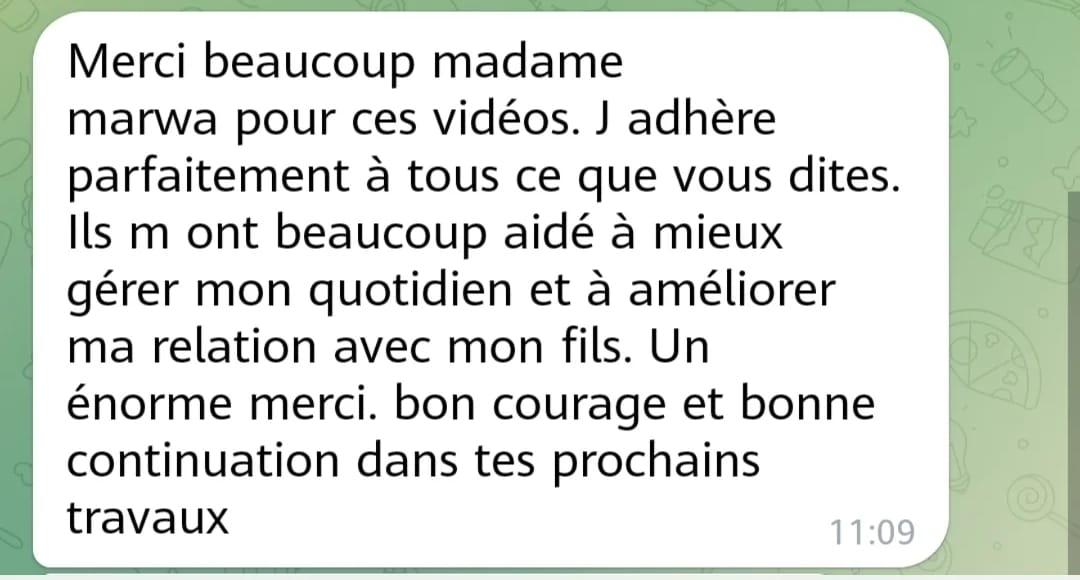 Merci beaucoup madame
marwa pour ces vidéos. J adhère
parfaitement à tous ce que vous dites.
Ils m ont beaucoup aidé à mieux
gérer mon quotidien et à améliorer
ma relation avec mon fils. Un
énorme merci. bon courage et bonne
continuation dans tes prochains
travaux
11:09